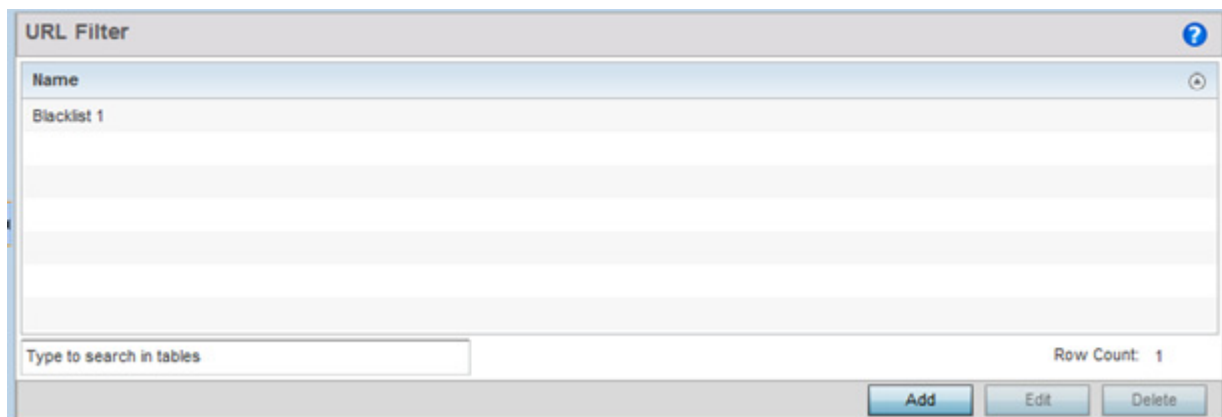 URL Filter
?
Name
Blacklist 1
Type to search in tables
Row Count: 1
Add Edit Delete